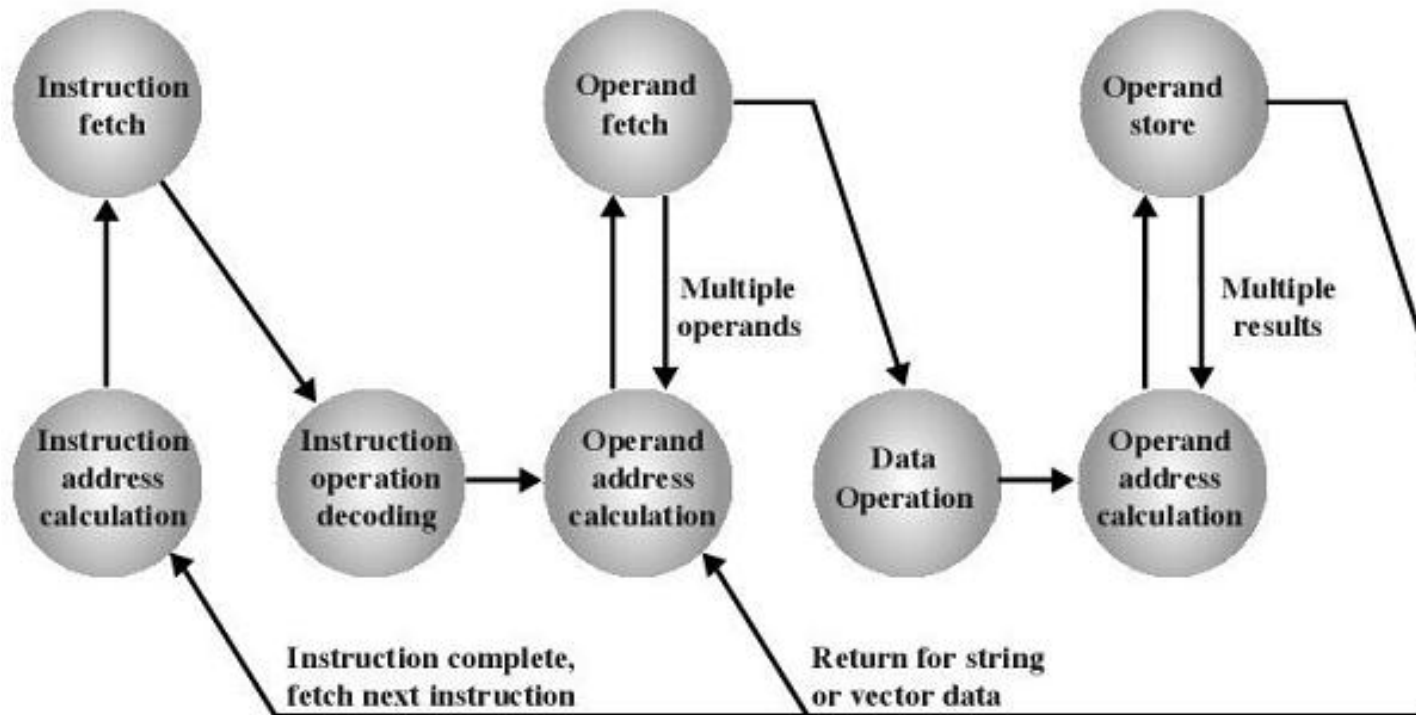 Instruction
fetch
Operand
fetch
Operand
store
Multiple
operands
Multiple
results
Instruction
address
calculation
Instruction
operation
decoding
Operand
address
calculation
Data
Operation
Operand
address
calculation
Instruction complete,
fetch next instruction
Return for string
or vector data